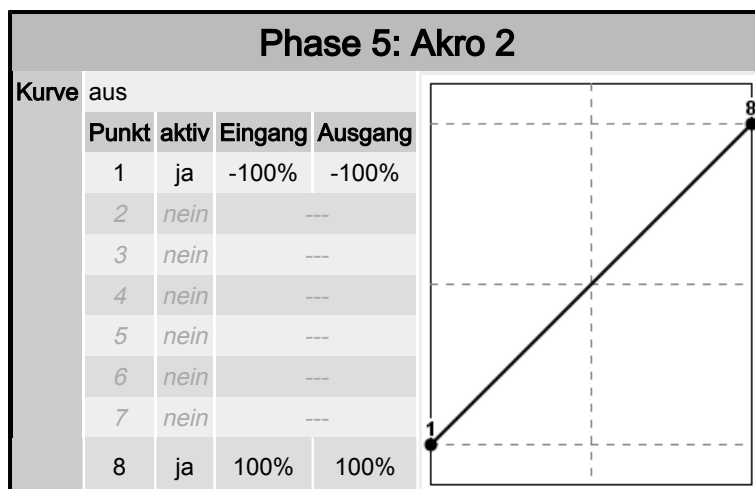 Phase 5: Akro 2
Kurve aus
Punkt aktiv Eingang Ausgang
1 ja -100% -100%
2 nein ---
3 nein ---
4 nein ---
5 nein ---
6 nein ---
7 nein ---
8 ja 100% 100%
8
1